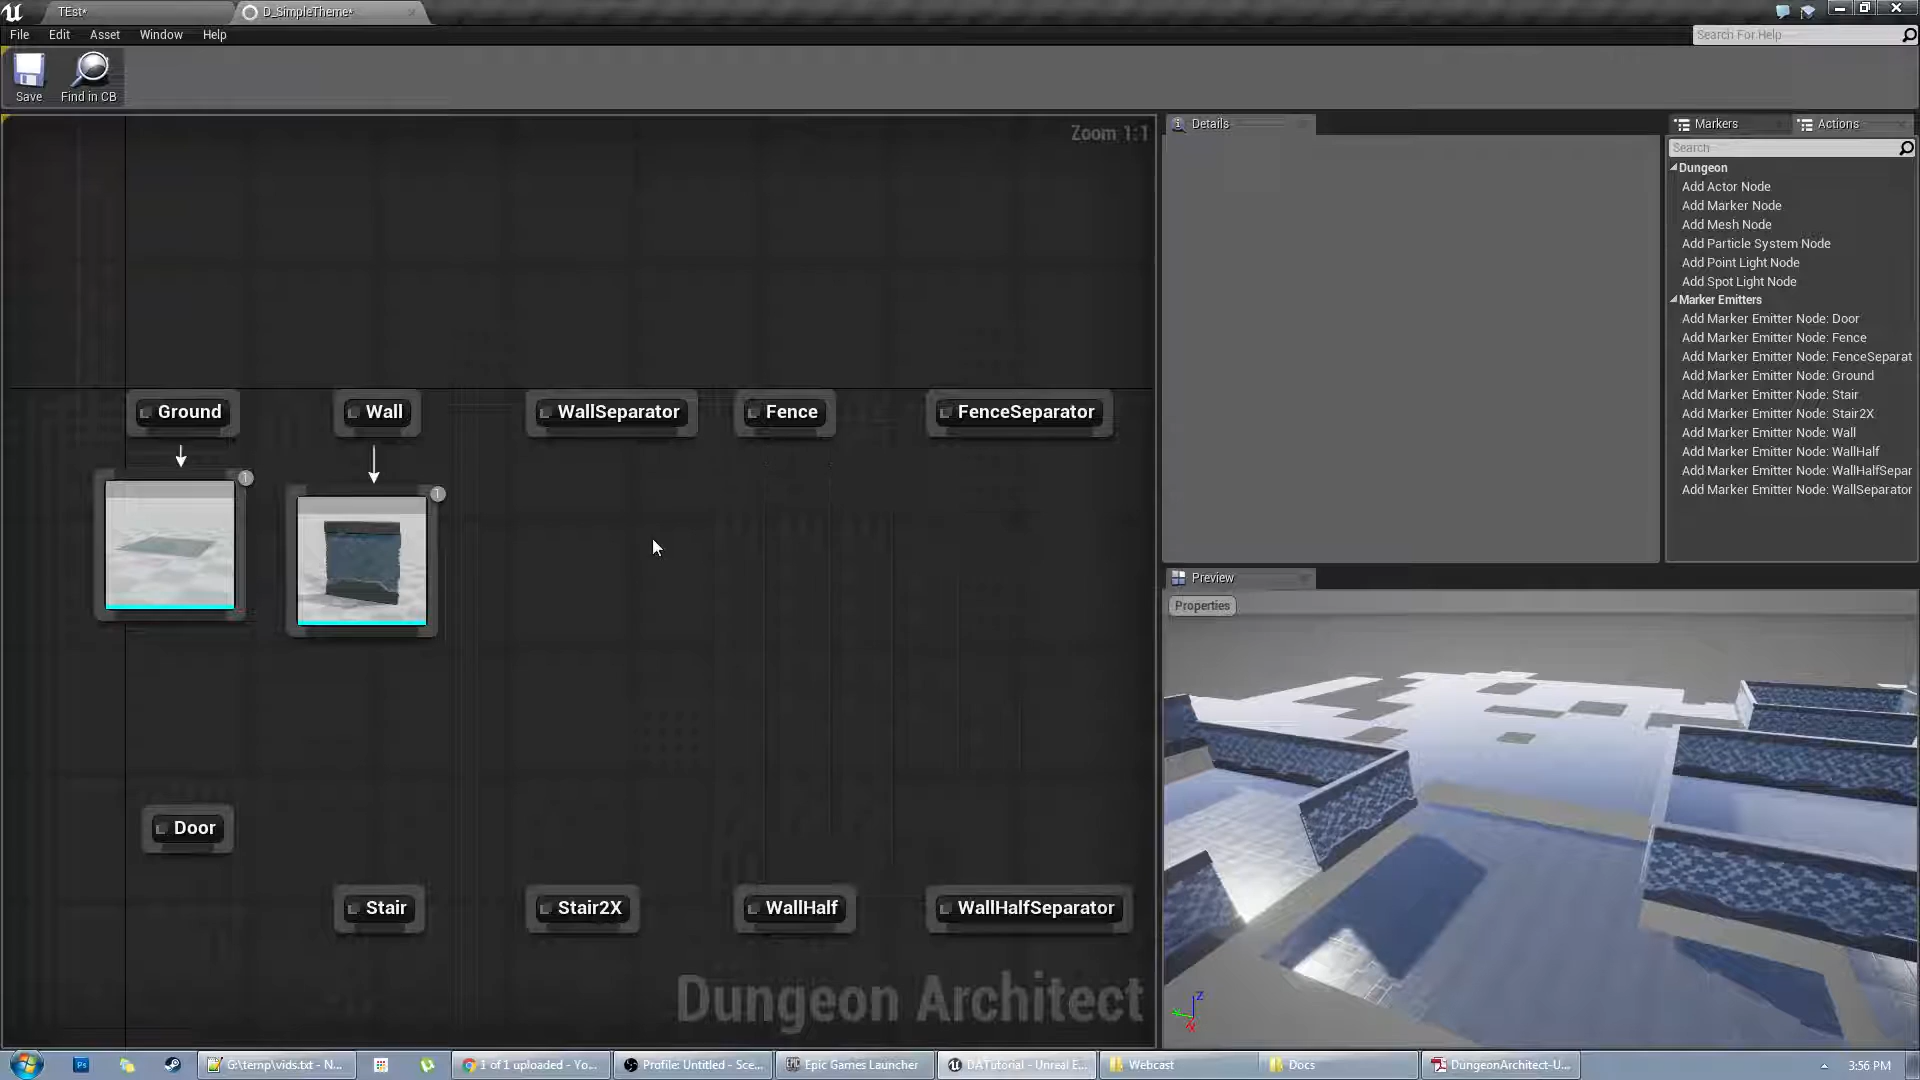 TEst*
D_SimpleTheme*
File Edit Asset Window Help
Search For Help
Save
Find in CB
Zoom 1:1
Details
Markers
Actions
Search
Dungeon
Add Actor Node
Add Marker Node
Add Mesh Node
Add Particle System Node
Add Point Light Node
Add Spot Light Node
Marker Emitters
Add Marker Emitter Node: Door
Add Marker Emitter Node: Fence
Add Marker Emitter Node: FenceSeparat
Add Marker Emitter Node: Ground
Add Marker Emitter Node: Stair
Add Marker Emitter Node: Stair2X
Add Marker Emitter Node: Wall
Add Marker Emitter Node: WallHalf
Add Marker Emitter Node: WallHalfSepar
Add Marker Emitter Node: WallSeparator
Ground
Wall
WallSeparator
Fence
FenceSeparator
1
1
Door
Stair
Stair2X
WallHalf
WallHalfSeparator
Dungeon Architect
Preview
Properties
Z
G:\temp\vids.txt - N...
1 of 1 uploaded - Yo...
Profile: Untitled - Sce...
Epic Games Launcher
DATutorial - Unreal E...
Webcast
Docs
DungeonArchitect-U...
3:56 PM